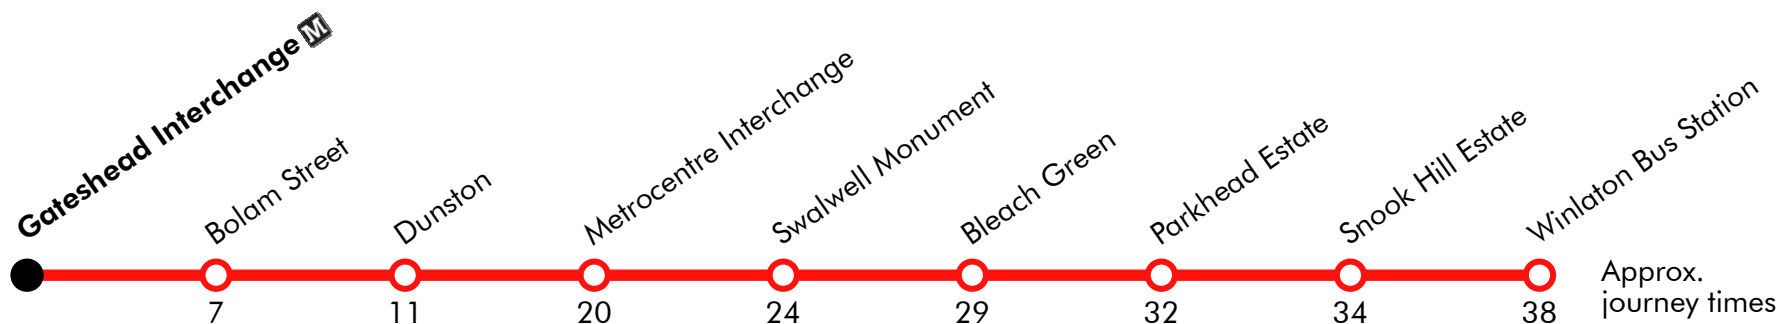 Gateshead Interchange M
Bolam Street
Dunston
Metrocentre Interchange
Swalwell Monument
Bleach Green
Parkhead Estate
Snook Hill Estate
Winlaton Bus Station
7
11
20
24
29
32
34
38
Approx.
journey times